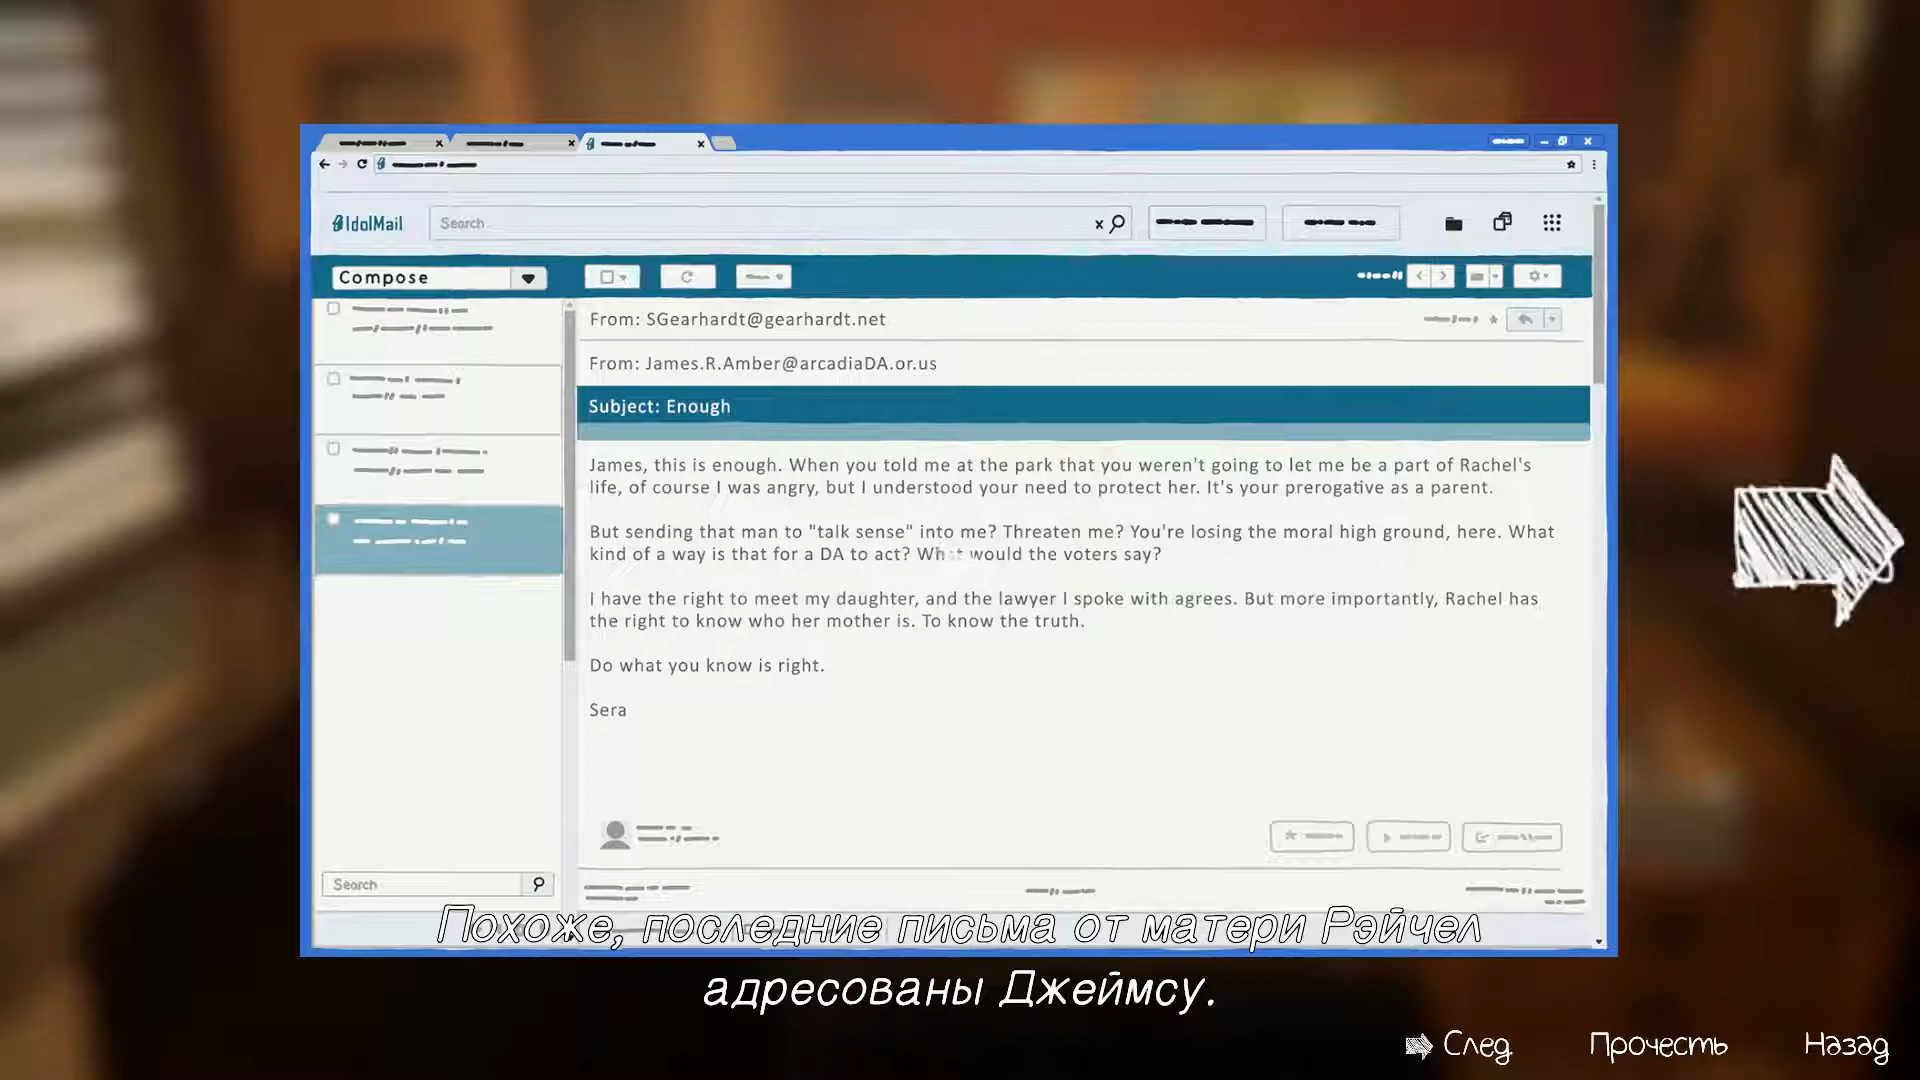 IdolMail
Search
Compose
From: SGearhardt@gearhardt.net
From: James.R.Amber@arcadiaDA.or.us
Subject: Enough
James, this is enough. When you told me at the park that you weren't going to let me be a part of Rachel's
life, of course I was angry, but I understood your need to protect her. It's your prerogative as a parent.
But sending that man to "talk sense" into me? Threaten me? You're losing the moral high ground, here. What
kind of a way is that for a DA to act? What would the voters say?
I have the right to meet my daughter, and the lawyer I spoke with agrees. But more importantly, Rachel has
the right to know who her mother is. To know the truth.
Do what you know is right.
Sera
Search
Похоже, последние письма от матери Рэйчел
адресованы Джеймсу.
След.
Прочесть
Назад